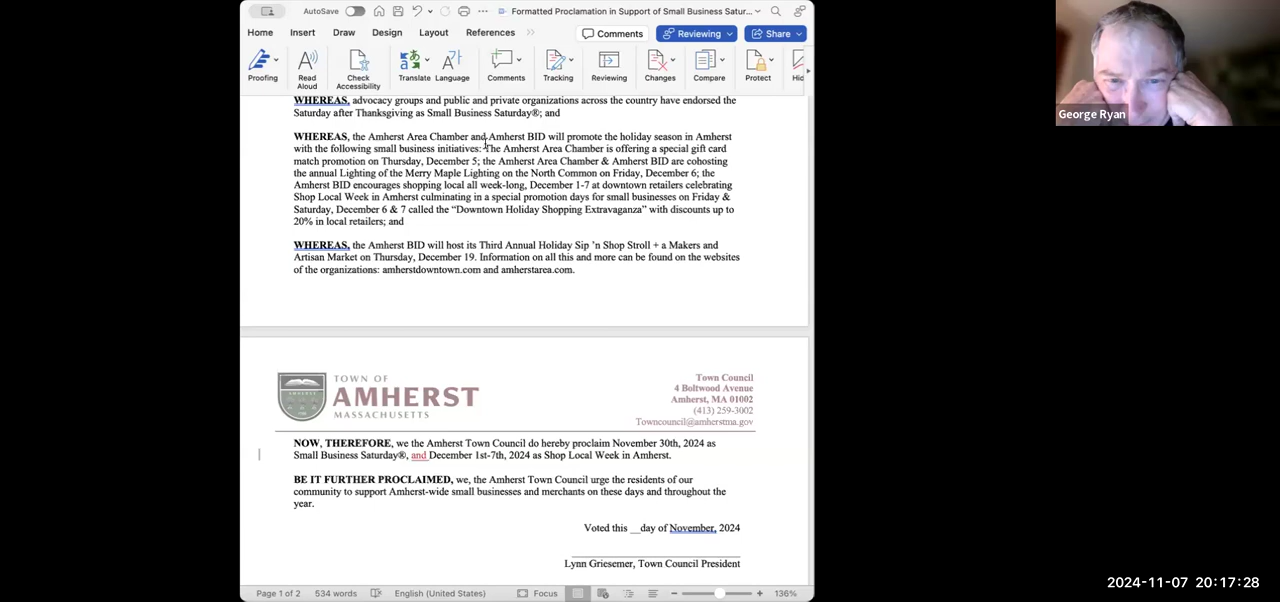 AutoSave
Formatted Proclamation in Support of Small Business Satur...
Home Insert Draw Design Layout References
Comments Reviewing Share
Proofing Read Aloud Check Accessibility Translate Language Comments Tracking Reviewing Changes Compare Protect
WHEREAS, advocacy groups and public and private organizations across the country have endorsed the
Saturday after Thanksgiving as Small Business Saturday®; and
WHEREAS, the Amherst Area Chamber and Amherst BID will promote the holiday season in Amherst
with the following small business initiatives: The Amherst Area Chamber is offering a special gift card
match promotion on Thursday, December 5; the Amherst Area Chamber & Amherst BID are cohosting
the annual Lighting of the Merry Maple Lighting on the North Common on Friday, December 6; the
Amherst BID encourages shopping local all week-long, December 1-7 at downtown retailers celebrating
Shop Local Week in Amherst culminating in a special promotion days for small businesses on Friday &
Saturday, December 6 & 7 called the “Downtown Holiday Shopping Extravaganza” with discounts up to
20% in local retailers; and
WHEREAS, the Amherst BID will host its Third Annual Holiday Sip ’n Shop Stroll + a Makers and
Artisan Market on Thursday, December 19. Information on all this and more can be found on the websites
of the organizations: amherstdowntown.com and amherstarea.com.
TOWN OF
AMHERST
MASSACHUSETTS
Town Council
4 Boltwood Avenue
Amherst, MA 01002
(413) 259-3002
Towncouncil@amherstma.gov
NOW, THEREFORE, we the Amherst Town Council do hereby proclaim November 30th, 2024 as
Small Business Saturday®, and December 1st-7th, 2024 as Shop Local Week in Amherst.
BE IT FURTHER PROCLAIMED, we, the Amherst Town Council urge the residents of our
community to support Amherst-wide small businesses and merchants on these days and throughout the
year.
Voted this __day of November, 2024
Lynn Griesemer, Town Council President
Page 1 of 2 534 words English (United States) Focus 136%
George Ryan
2024-11-07 20:17:28